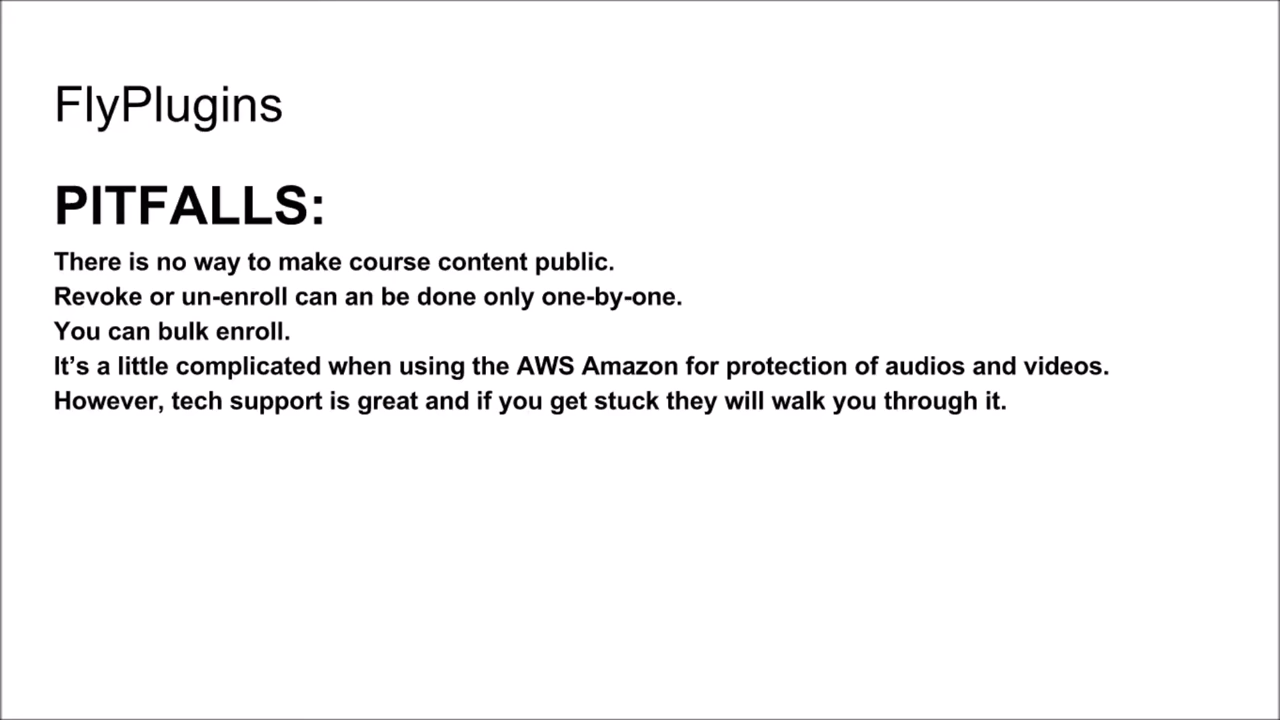 FlyPlugins
PITFALLS:
There is no way to make course content public.
Revoke or un-enroll can an be done only one-by-one.
You can bulk enroll.
It’s a little complicated when using the AWS Amazon for protection of audios and videos.
However, tech support is great and if you get stuck they will walk you through it.